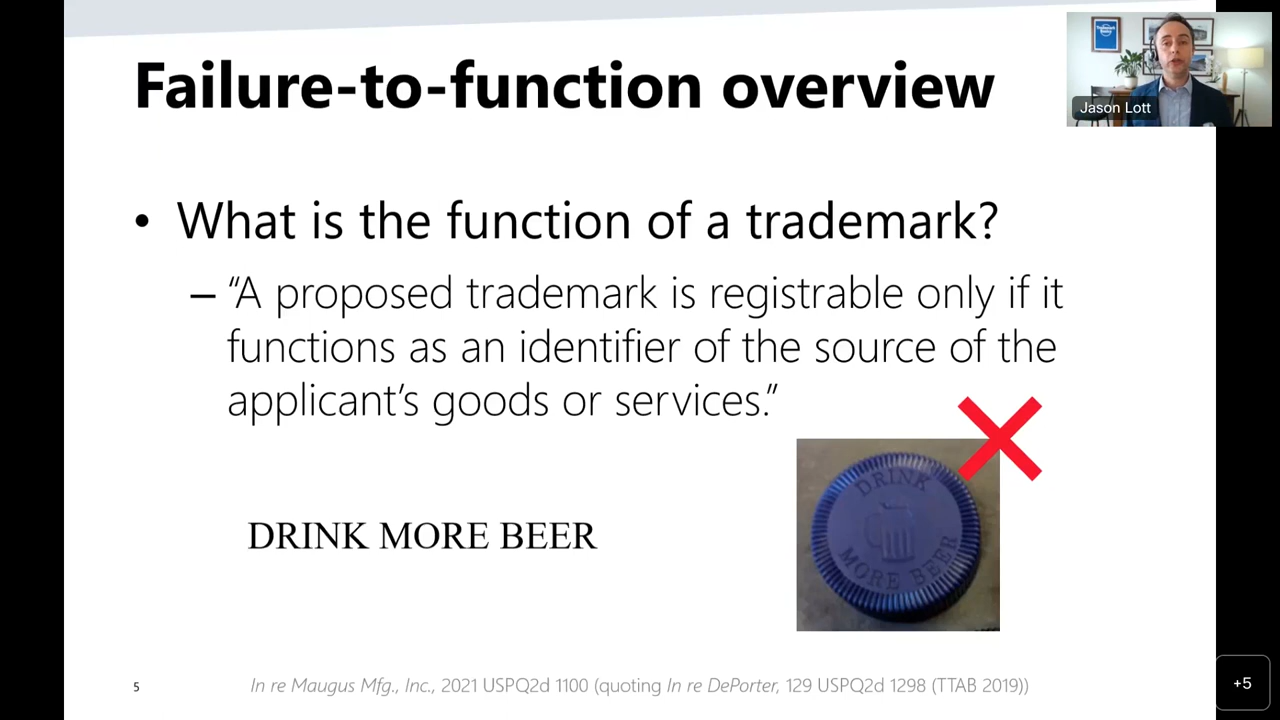 Failure-to-function overview
Jason Lott
• What is the function of a trademark?
– “A proposed trademark is registrable only if it
functions as an identifier of the source of the
applicant’s goods or services.”
DRINK MORE BEER
DRINK
MORE BEER
5
In re Maugus Mfg., Inc., 2021 USPQ2d 1100 (quoting In re DePorter, 129 USPQ2d 1298 (TTAB 2019))
+5